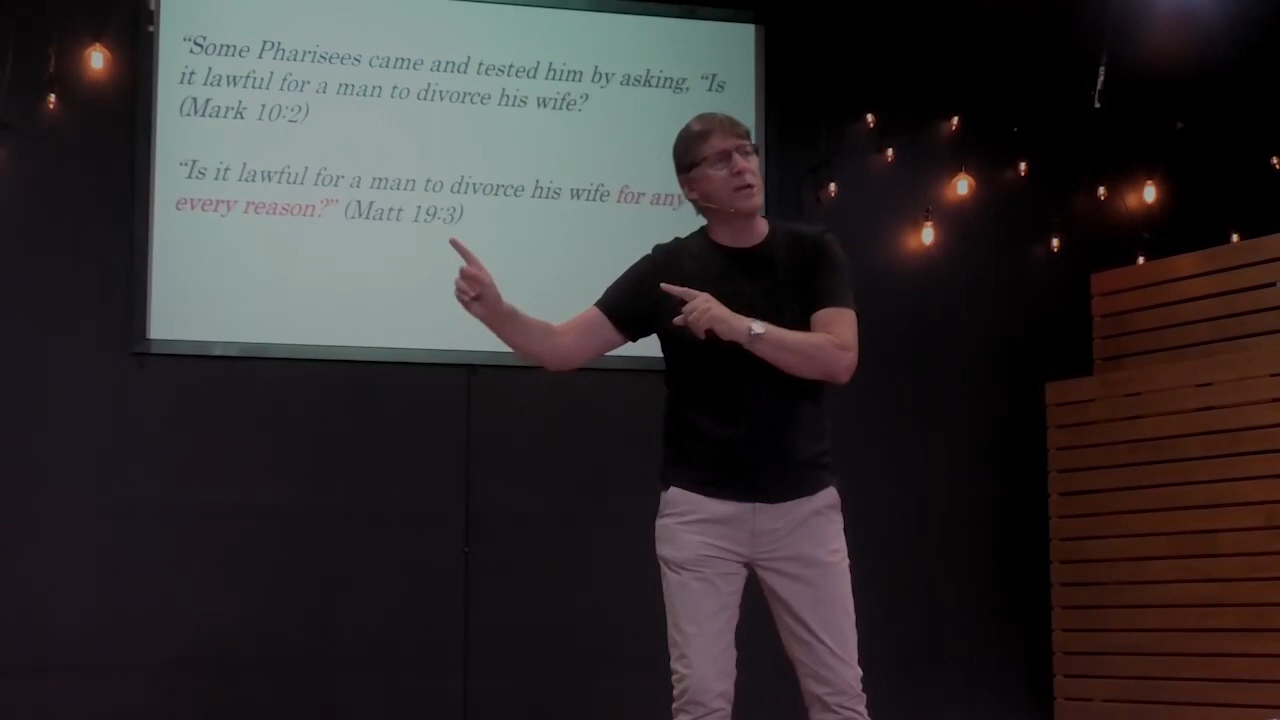 “Some Pharisees came and tested him by asking, “Is
it lawful for a man to divorce his wife?
(Mark 10:2)
“Is it lawful for a man to divorce his wife for any
every reason?” (Matt 19:3)